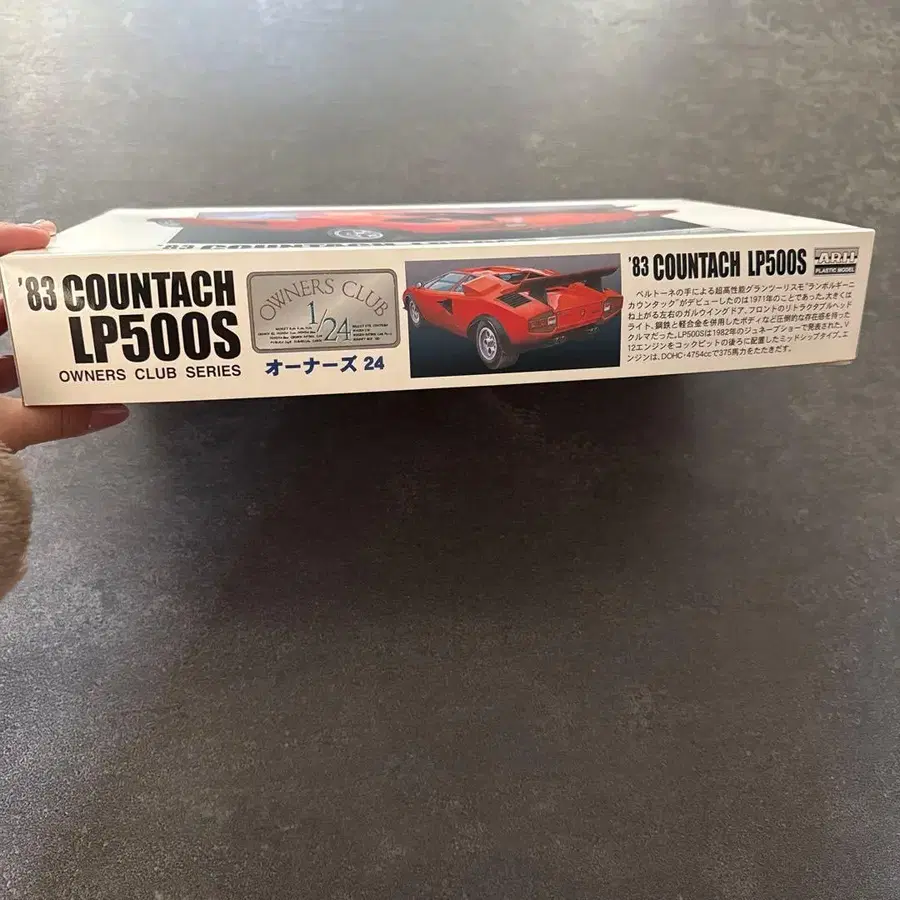 '83 COUNTACH
'83 COUNTACH
LP500S
OWNERS CLUB SERIES
OWNERS CLUB
1/24
オーナーズ 24
'83 COUNTACH LP500S
ARII
PLASTIC MODEL
ベルトーネの手による超高性能グランツーリスモ"ランボルギーニ
カウンタック"がデビューしたのは1971年のことであった。大きくは
ね上がる左右のガルウイングドア、フロントのリトラクタブルヘッド
ライト、鋼鉄と軽合金を併用したボディなど圧倒的な存在感を持った
クルマだった。LP500Sは1982年のジュネーブショーで発表された。V
12エンジンをコックピットの後ろに配置したミッドシップタイプ。エ
ンジンは、DOHC・4754ccで375馬力をたたきだす。